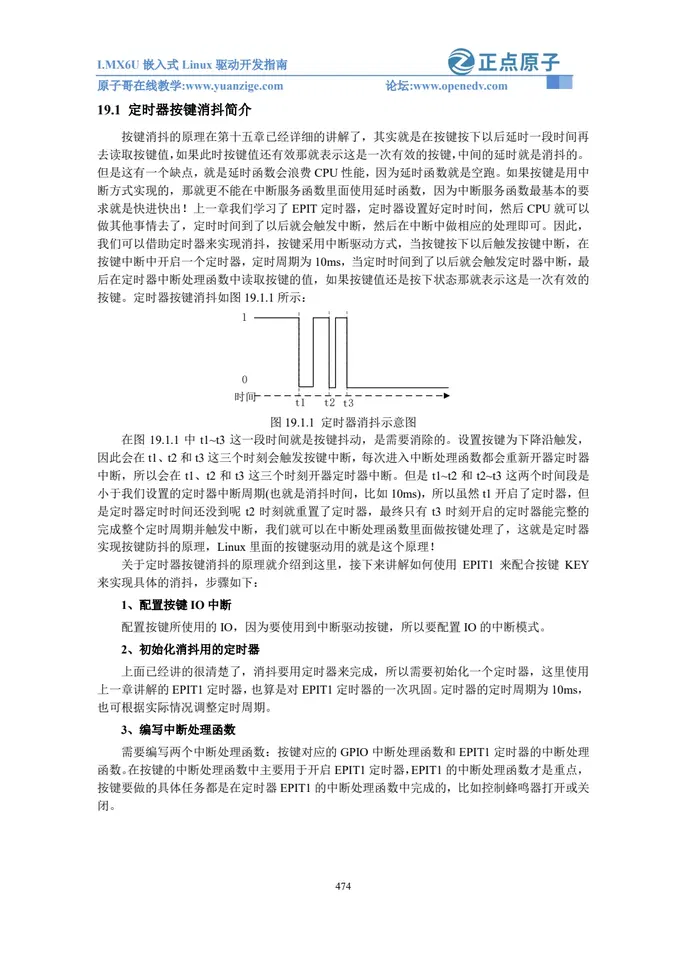 I.MX6U 嵌入式 Linux 驱动开发指南
正点原子
原子哥在线教学:www.yuanzige.com 论坛:www.openedv.com
19.1 定时器按键消抖简介
按键消抖的原理在第十五章已经详细的讲解了，其实就是在按键按下以后延时一段时间再
去读取按键值，如果此时按键值还有效那就表示这是一次有效的按键，中间的延时就是消抖的。
但是这有一个缺点，就是延时函数会浪费 CPU 性能，因为延时函数就是空跑。如果按键是用中
断方式实现的，那就更不能在中断服务函数里面使用延时函数，因为中断服务函数最基本的要
求就是快进快出！上一章我们学习了 EPIT 定时器，定时器设置好定时时间，然后 CPU 就可以
做其他事情去了，定时时间到了以后就会触发中断，然后在中断中做相应的处理即可。因此，
我们可以借助定时器来实现消抖，按键采用中断驱动方式，当按键按下以后触发按键中断，在
按键中断中开启一个定时器，定时周期为 10ms，当定时时间到了以后就会触发定时器中断，最
后在定时器中断处理函数中读取按键的值，如果按键值还是按下状态那就表示这是一次有效的
按键。定时器按键消抖如图 19.1.1 所示：
1
0
时间
t1 t2 t3
图 19.1.1 定时器消抖示意图
在图 19.1.1 中 t1~t3 这一段时间就是按键抖动，是需要消除的。设置按键为下降沿触发，
因此会在 t1、t2 和 t3 这三个时刻会触发按键中断，每次进入中断处理函数都会重新开器定时器
中断，所以会在 t1、t2 和 t3 这三个时刻开器定时器中断。但是 t1~t2 和 t2~t3 这两个时间段是
小于我们设置的定时器中断周期(也就是消抖时间，比如 10ms)，所以虽然 t1 开启了定时器，但
是定时器定时时间还没到呢 t2 时刻就重置了定时器，最终只有 t3 时刻开启的定时器能完整的
完成整个定时周期并触发中断，我们就可以在中断处理函数里面做按键处理了，这就是定时器
实现按键防抖的原理，Linux 里面的按键驱动用的就是这个原理！
关于定时器按键消抖的原理就介绍到这里，接下来讲解如何使用 EPIT1 来配合按键 KEY
来实现具体的消抖，步骤如下：
1、配置按键 IO 中断
配置按键所使用的 IO，因为要使用到中断驱动按键，所以要配置 IO 的中断模式。
2、初始化消抖用的定时器
上面已经讲的很清楚了，消抖要用定时器来完成，所以需要初始化一个定时器，这里使用
上一章讲解的 EPIT1 定时器，也算是对 EPIT1 定时器的一次巩固。定时器的定时周期为 10ms，
也可根据实际情况调整定时周期。
3、编写中断处理函数
需要编写两个中断处理函数：按键对应的 GPIO 中断处理函数和 EPIT1 定时器的中断处理
函数。在按键的中断处理函数中主要用于开启 EPIT1 定时器，EPIT1 的中断处理函数才是重点，
按键要做的具体任务都是在定时器 EPIT1 的中断处理函数中完成的，比如控制蜂鸣器打开或关
闭。
474